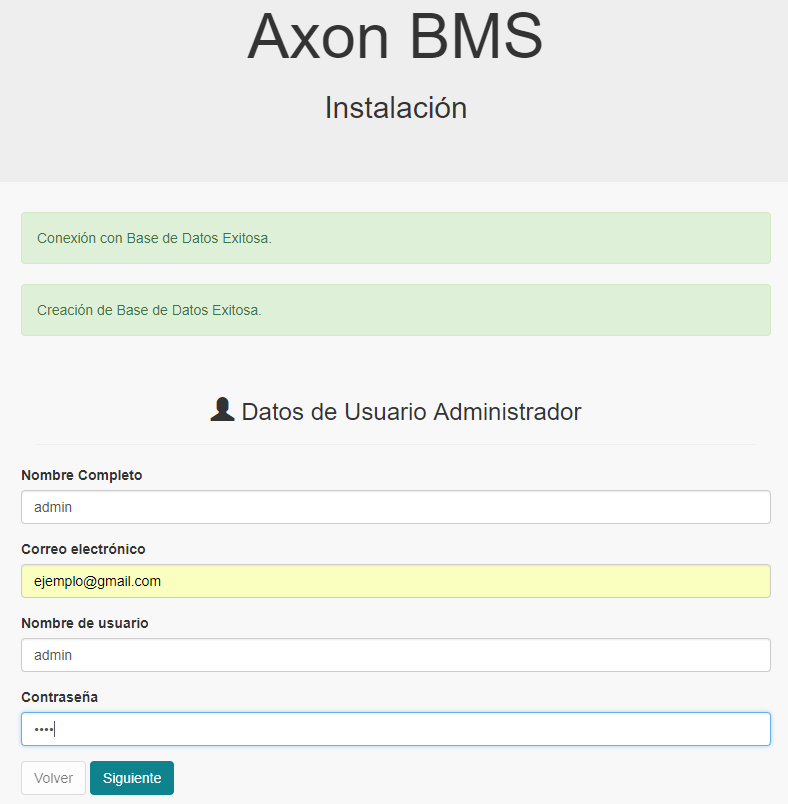 Axon BMS
Instalación
Conexión con Base de Datos Exitosa.
Creación de Base de Datos Exitosa.
Datos de Usuario Administrador
Nombre Completo
admin
Correo electrónico
ejemplo@gmail.com
Nombre de usuario
admin
Contraseña
••••
Volver Siguiente